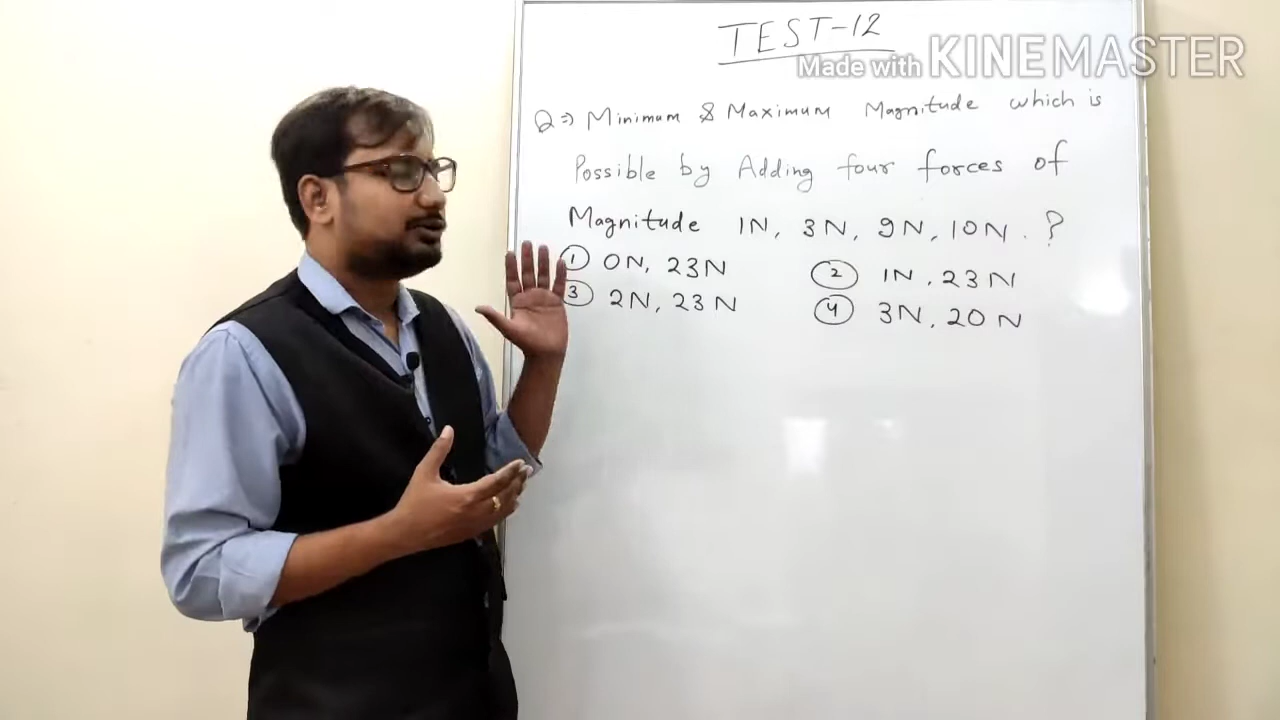 TEST-12
Made with KINEMASTER
Q⇒ Minimum & Maximum Magnitude which is
Possible by Adding four forces of
Magnitude 1N, 3N, 9N, 10N. ?
① 0N, 23N ② 1N, 23N
③ 2N, 23N ④ 3N, 20N